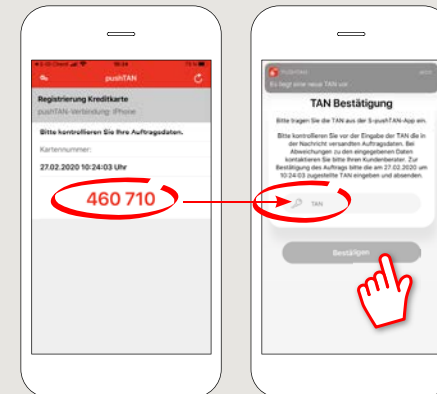 10:24
pushTAN
Registrierung Kreditkarte
pushTAN-Verbindung: iPhone
Bitte kontrollieren Sie Ihre Auftragsdaten.
Kartennummer:
27.02.2020 10:24:03 Uhr
460 710
Es liegt eine neue TAN vor
TAN Bestätigung
Bitte tragen Sie die TAN aus der S-pushTAN-App ein.
Bitte kontrollieren Sie vor der Eingabe der TAN die in
der Nachricht versandten Auftragsdaten. Bei
Abweichungen zu den eingegebenen Daten
kontaktieren Sie bitte Ihren Kundenberater. Zur
Bestätigung des Auftrags bitte die am 27.02.2020 um
10:24:03 zugestellte TAN eingeben und absenden.
TAN
Bestätigen